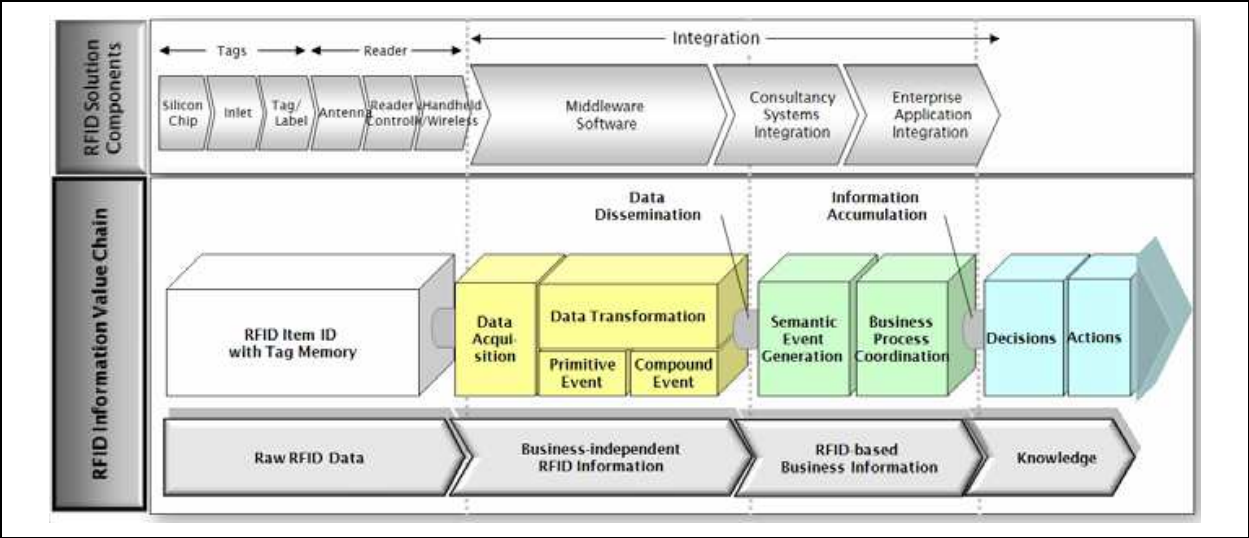 RFID Solution
Components
Tags
Reader
Integration
Silicon
Chip
Inlet
Tag/
Label
Antenna
Reader
Controll
Handheld
/Wireless
Middleware
Software
Consultancy
Systems
Integration
Enterprise
Application
Integration
RFID Information Value Chain
Data
Dissemination
Information
Accumulation
RFID Item ID
with Tag Memory
Data
Acqui-
sition
Data Transformation
Primitive
Event
Compound
Event
Semantic
Event
Generation
Business
Process
Coordination
Decisions
Actions
Raw RFID Data
Business-independent
RFID Information
RFID-based
Business Information
Knowledge